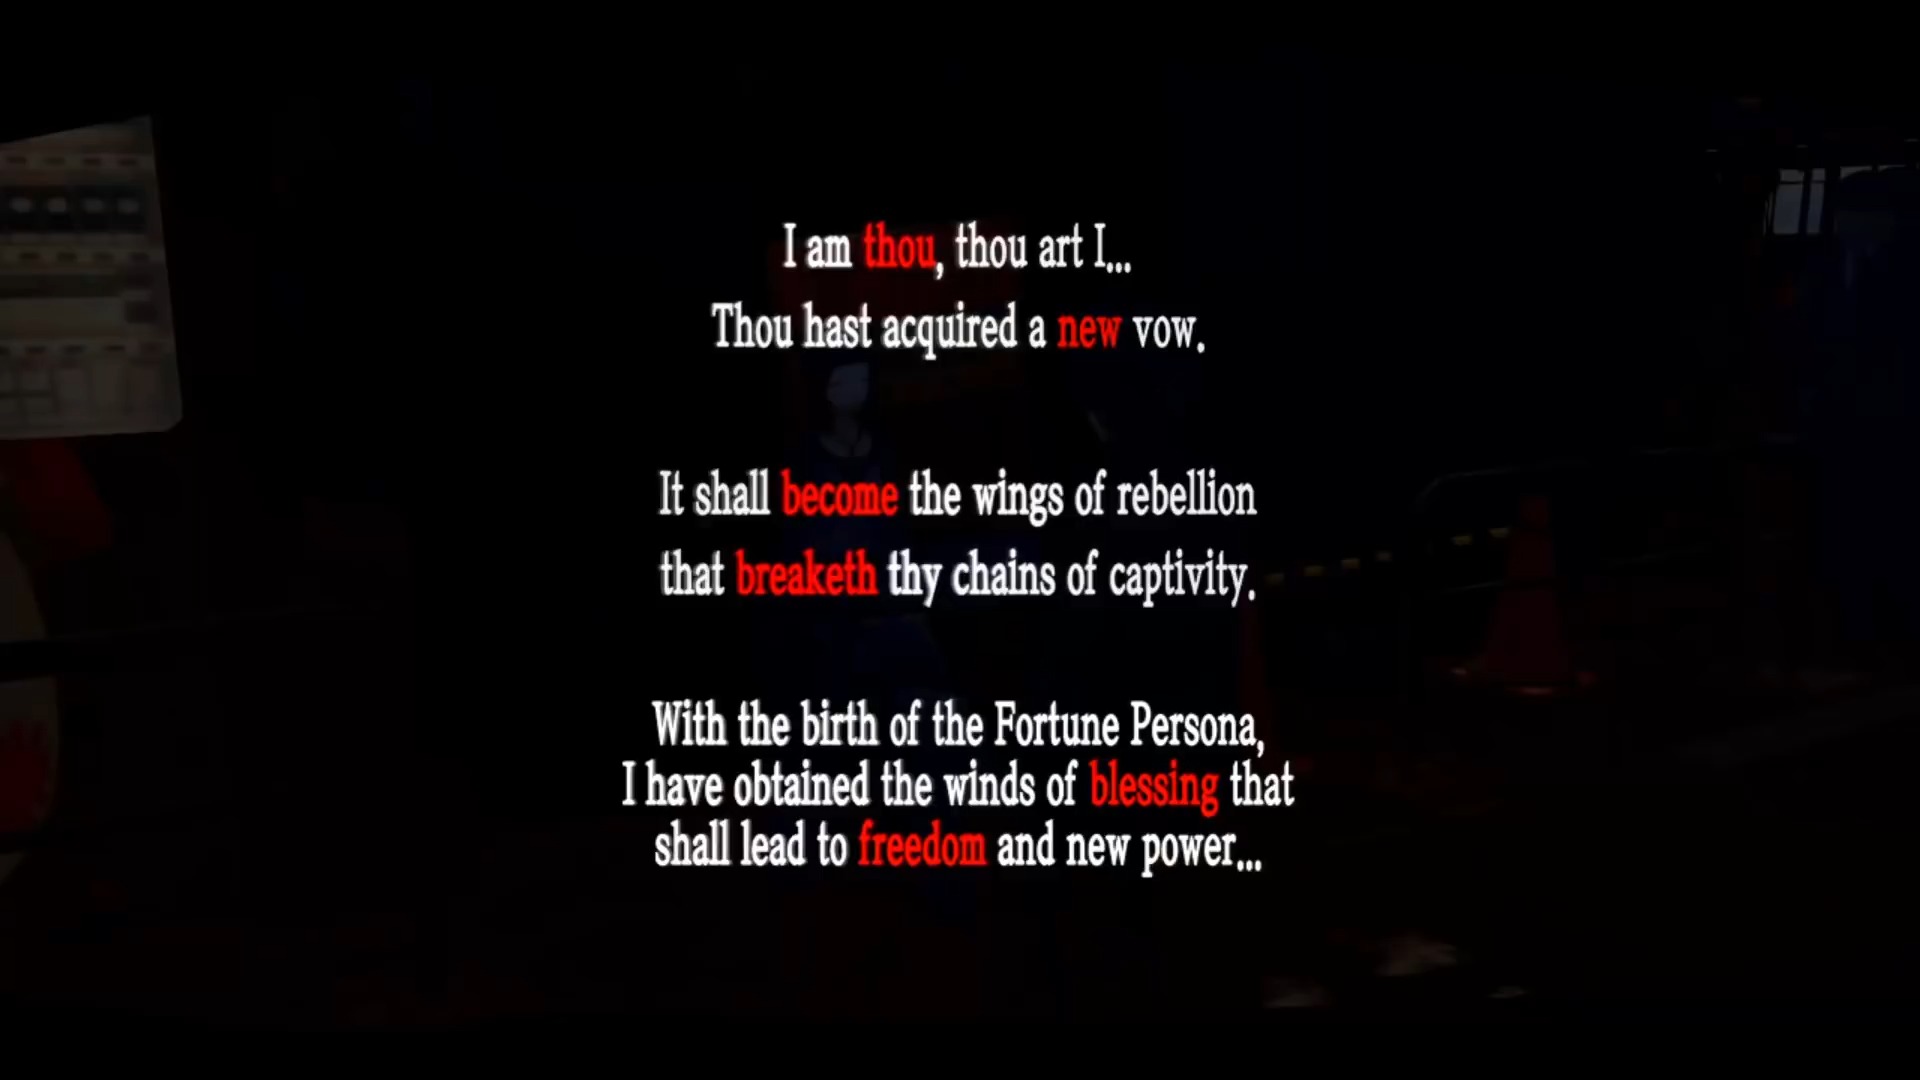 I am thou, thou art I...
Thou hast acquired a new vow.
It shall become the wings of rebellion
that breaketh thy chains of captivity.
With the birth of the Fortune Persona,
I have obtained the winds of blessing that
shall lead to freedom and new power...